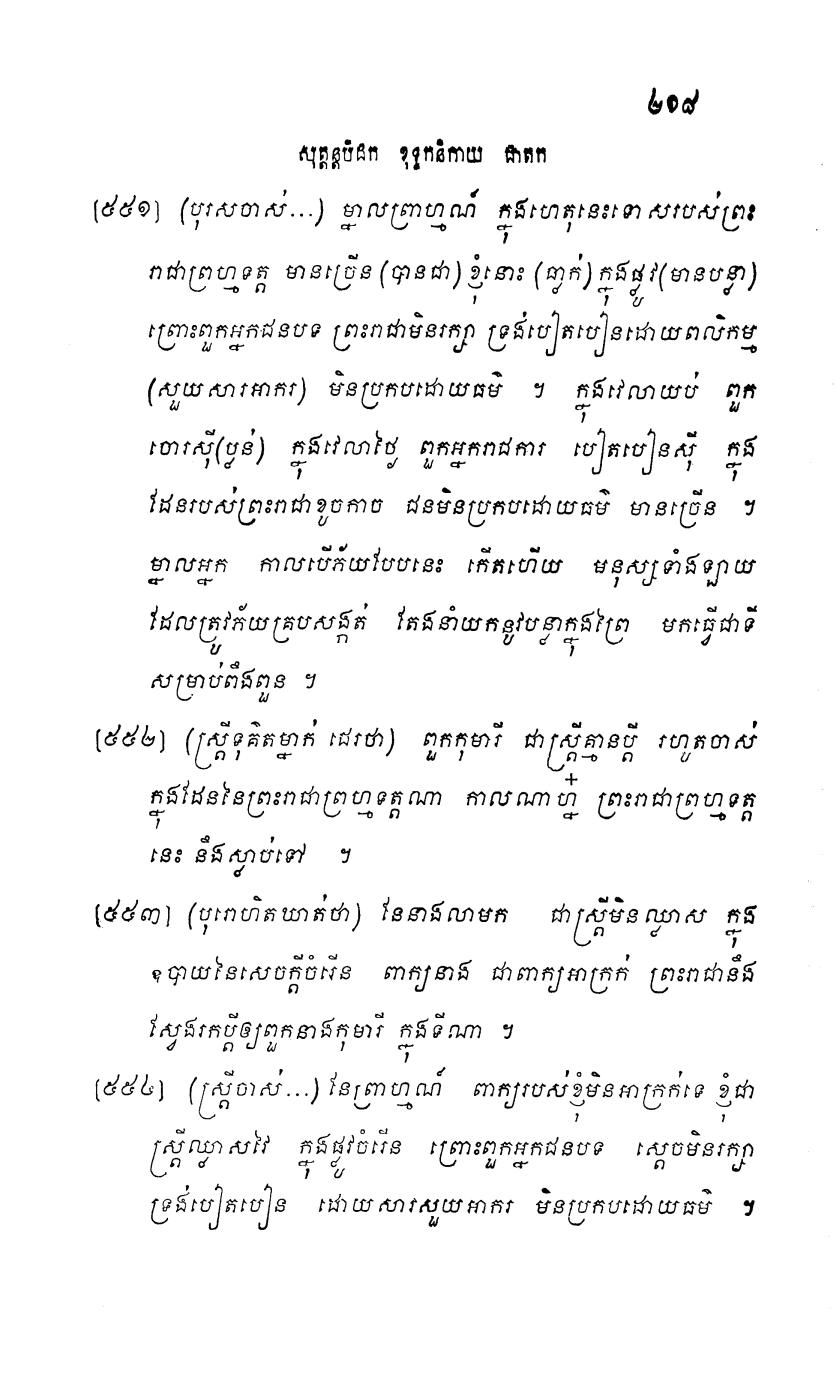 ២១៨
សុត្តន្តបិដក ខុទ្ទកនិកាយ ជាតក
[៥៥១] (បុរសចាស់...) ម្នាលព្រាហ្មណ៍ ក្នុងហេតុនេះទោសរបស់ព្រះ
រាជាព្រហ្មទត្ត មានច្រើន (បានជា) ខ្ញុំនោះ (ធ្លាក់) ក្នុងផ្លូវ (មានបន្លា)
ព្រោះពួកអ្នកជនបទ ព្រះរាជាមិនរក្សា ទ្រង់បៀតបៀនដោយពលិកម្ម
(សួយសារអាករ) មិនប្រកបដោយធម៌ ។ ក្នុងវេលាយប់ ពួក
ចោរស៊ី(ប្លន់) ក្នុងវេលាថ្ងៃ ពួកអ្នករាជការ បៀតបៀនស៊ី ក្នុង
ដែនរបស់ព្រះរាជាខូចកាច ជនមិនប្រកបដោយធម៌ មានច្រើន ។
ម្នាលអ្នក កាលបើភ័យបែបនេះ កើតហើយ មនុស្សទាំងឡាយ
ដែលត្រូវភ័យគ្របសង្កត់ តែងនាំយកនូវបន្លាក្នុងព្រៃ មកធ្វើជាទី
សម្រាប់ពឹងពួន ។
[៥៥២] (ស្ត្រីទុគ៌តម្នាក់ ជេរថា) ពួកកុមារី ជាស្ត្រីគ្មានប្តី រហូតចាស់
ក្នុងដែននៃព្រះរាជាព្រហ្មទត្តណា កាលណាហ្ន៎ ព្រះរាជាព្រហ្មទត្ត
នេះ នឹងស្លាប់ទៅ ។
[៥៥៣] (បុរោហិតឃាត់ថា) នែនាងលាមក ជាស្ត្រីមិនឈ្លាស ក្នុង
ឧបាយនៃសេចក្តីចំរើន ពាក្យនាង ជាពាក្យអាក្រក់ ព្រះរាជានឹង
ស្វែងរកប្តីឲ្យពួកនាងកុមារី ក្នុងទីណា ។
[៥៥៤] (ស្ត្រីចាស់...) នែព្រាហ្មណ៍ ពាក្យរបស់ខ្ញុំមិនអាក្រក់ទេ ខ្ញុំជា
ស្ត្រីឈ្លាសវៃ ក្នុងផ្លូវចំរើន ព្រោះពួកអ្នកជនបទ ស្តេចមិនរក្សា
ទ្រង់បៀតបៀន ដោយសារសួយអាករ មិនប្រកបដោយធម៌ ។